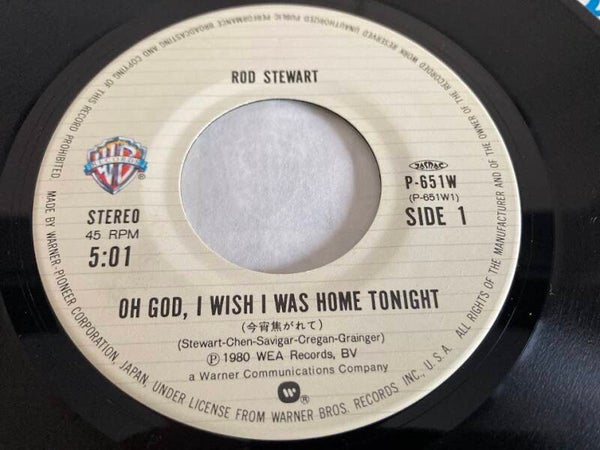 ROD STEWART
RECORDS
WB
®
STEREO
45 RPM
5:01
P-651W
(P-651W1)
SIDE 1
OH GOD, I WISH I WAS HOME TONIGHT
(今宵焦がれて)
(Stewart-Chen-Savigar-Cregan-Grainger)
Ⓟ1980 WEA Records, BV
a Warner Communications Company
®
MADE BY WARNER-PIONEER CORPORATION, JAPAN, UNDER LICENSE FROM WARNER BROS. RECORDS INC., U.S.A. ALL RIGHTS OF THE MANUFACTURER AND OF THE OWNER OF THE RECORDED WORK RESERVED UNAUTHORIZED PUBLIC PERFORMANCE BROADCASTING AND COPYING OF THIS RECORD PROHIBITED